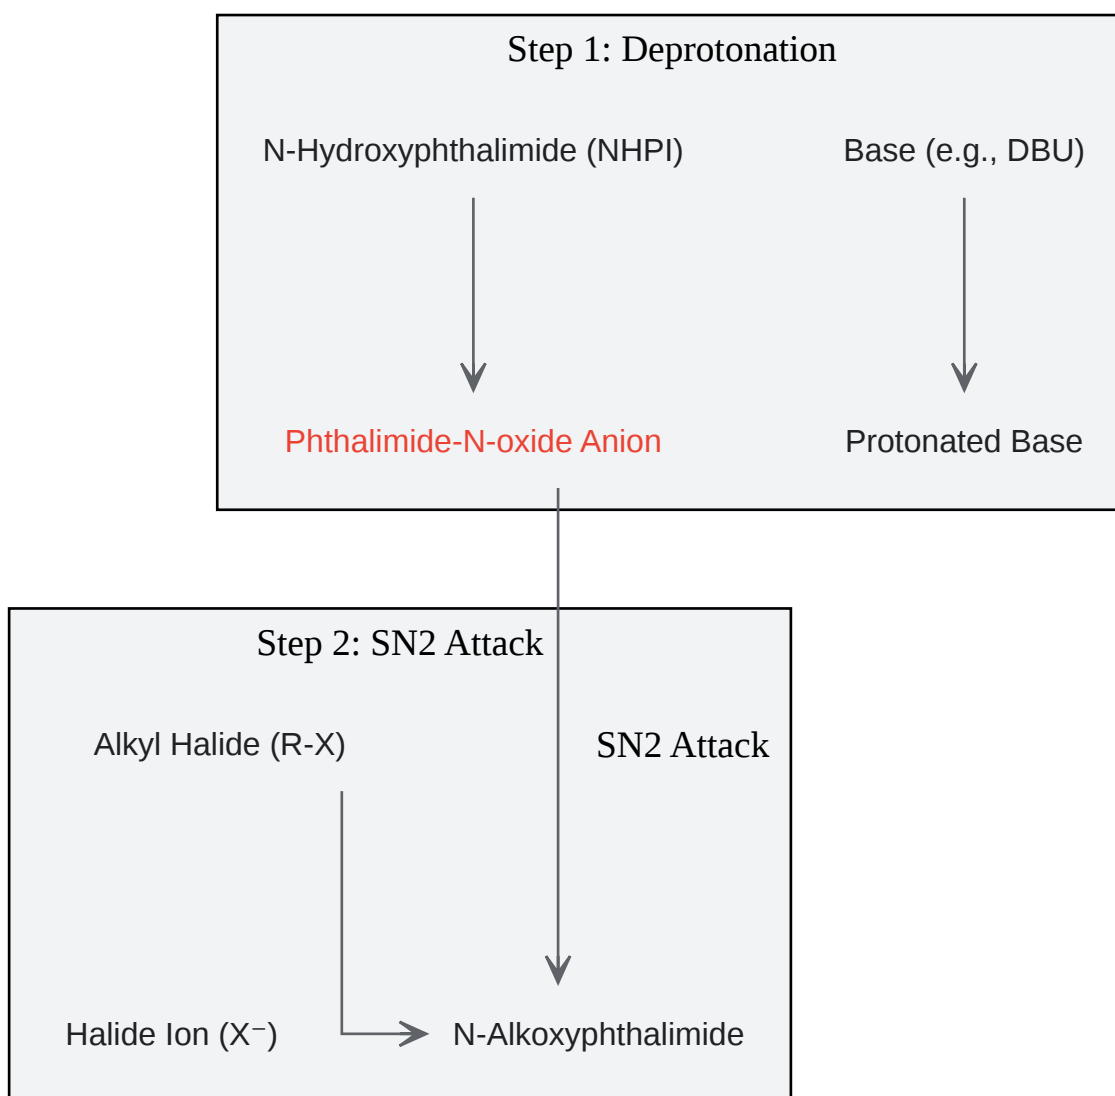 Step 1: Deprotonation
N-Hydroxyphthalimide (NHPI)
Base (e.g., DBU)
Phthalimide-N-oxide Anion
Protonated Base
Step 2: SN2 Attack
Alkyl Halide (R-X)
SN2 Attack
Halide Ion (X⁻)
N-Alkoxyphthalimide